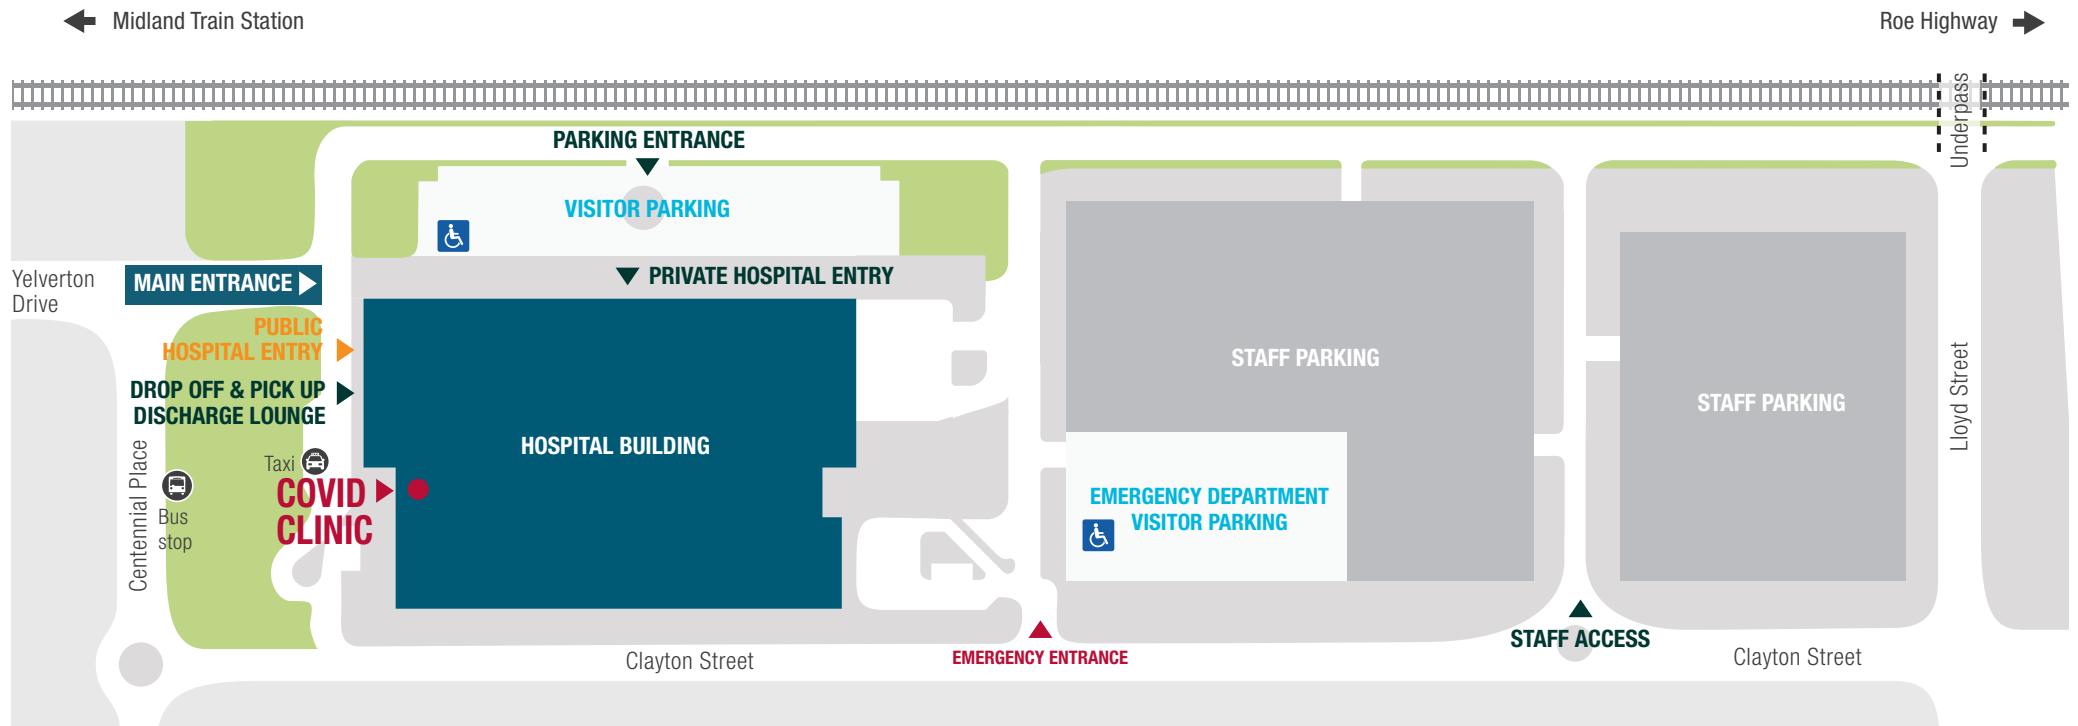 Midland Train Station
Roe Highway
Underpass
PARKING ENTRANCE
VISITOR PARKING
Yelverton
Drive
MAIN ENTRANCE
PRIVATE HOSPITAL ENTRY
PUBLIC
HOSPITAL ENTRY
DROP OFF & PICK UP
DISCHARGE LOUNGE
HOSPITAL BUILDING
STAFF PARKING
STAFF PARKING
Lloyd Street
Centennial Place
Taxi
COVID
CLINIC
Bus
stop
EMERGENCY DEPARTMENT
VISITOR PARKING
Clayton Street
EMERGENCY ENTRANCE
STAFF ACCESS
Clayton Street